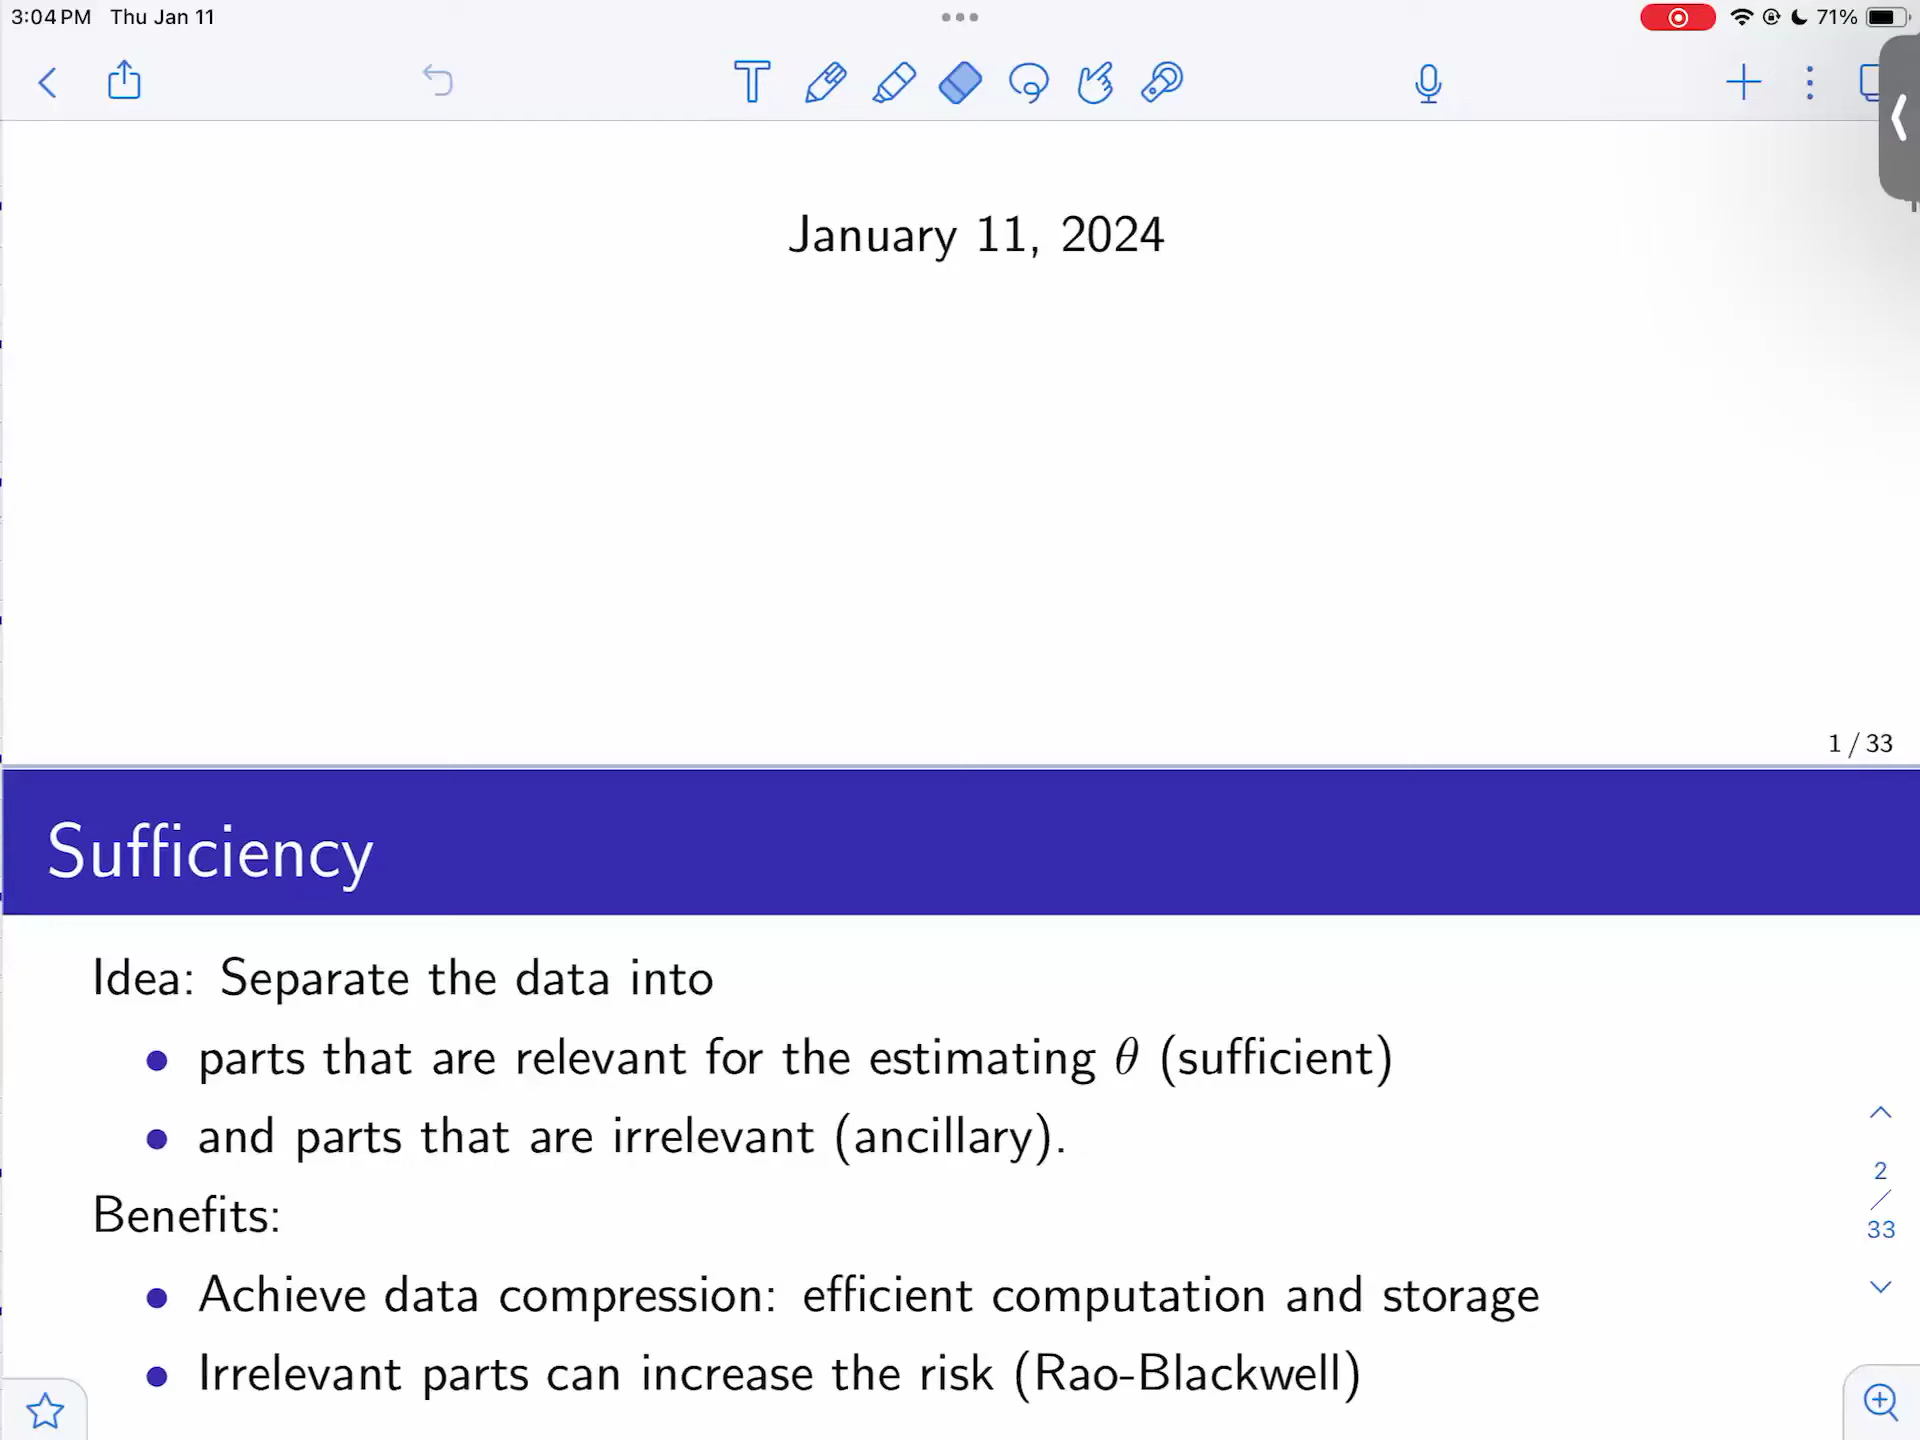 3:04 PM Thu Jan 11
71%
January 11, 2024
1 / 33
Sufficiency
Idea: Separate the data into
• parts that are relevant for the estimating θ (sufficient)
• and parts that are irrelevant (ancillary).
Benefits:
• Achieve data compression: efficient computation and storage
• Irrelevant parts can increase the risk (Rao-Blackwell)
2
/
33